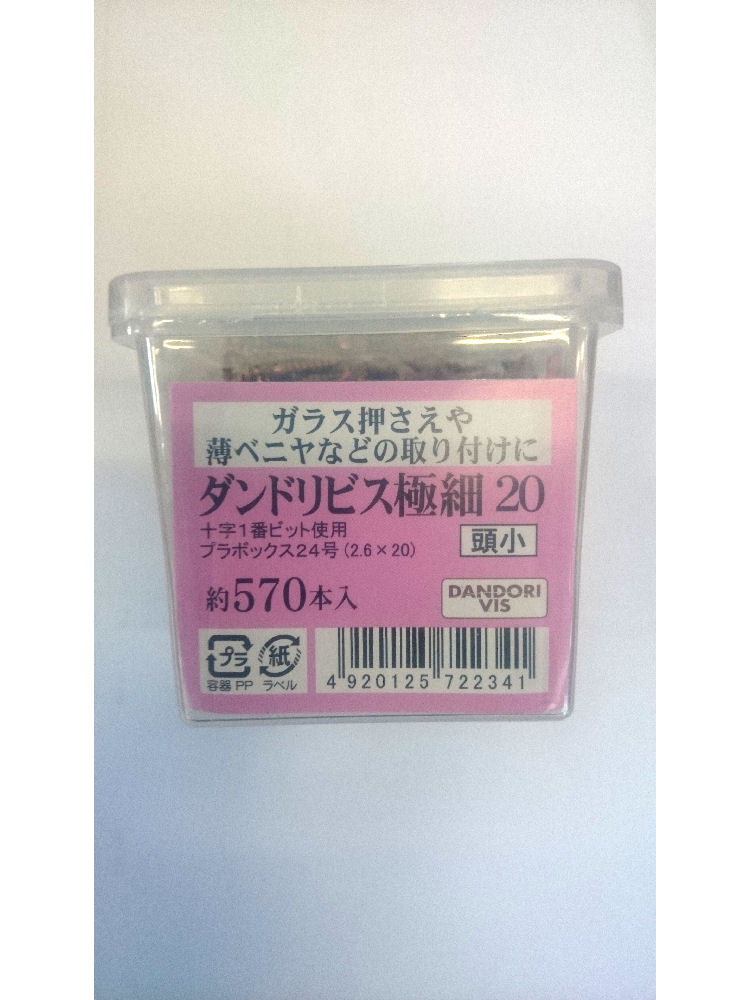 ガラス押さえや
薄ベニヤなどの取り付けに
ダンドリビス極細 20
十字1番ビット使用
プラボックス24号(2.6×20)
頭小
約570本入
DANDORI
VIS
プラ 紙
容器 PP ラベル
4 920125 722341